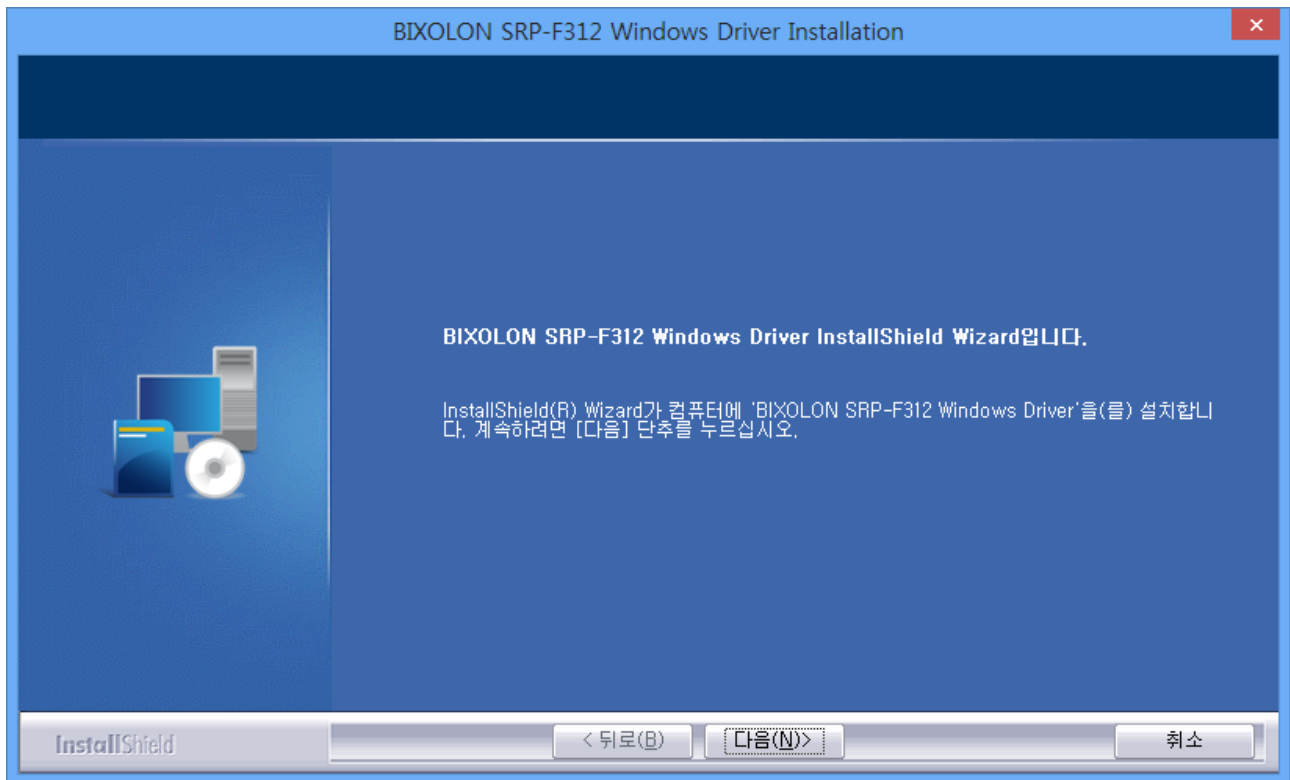 BIXOLON SRP-F312 Windows Driver Installation
BIXOLON SRP-F312 Windows Driver InstallShield Wizard입니다.
InstallShield(R) Wizard가 컴퓨터에 'BIXOLON SRP-F312 Windows Driver'을(를) 설치합니
다. 계속하려면 [다음] 단추를 누르십시오.
InstallShield
< 뒤로(B)
다음(N)>
취소